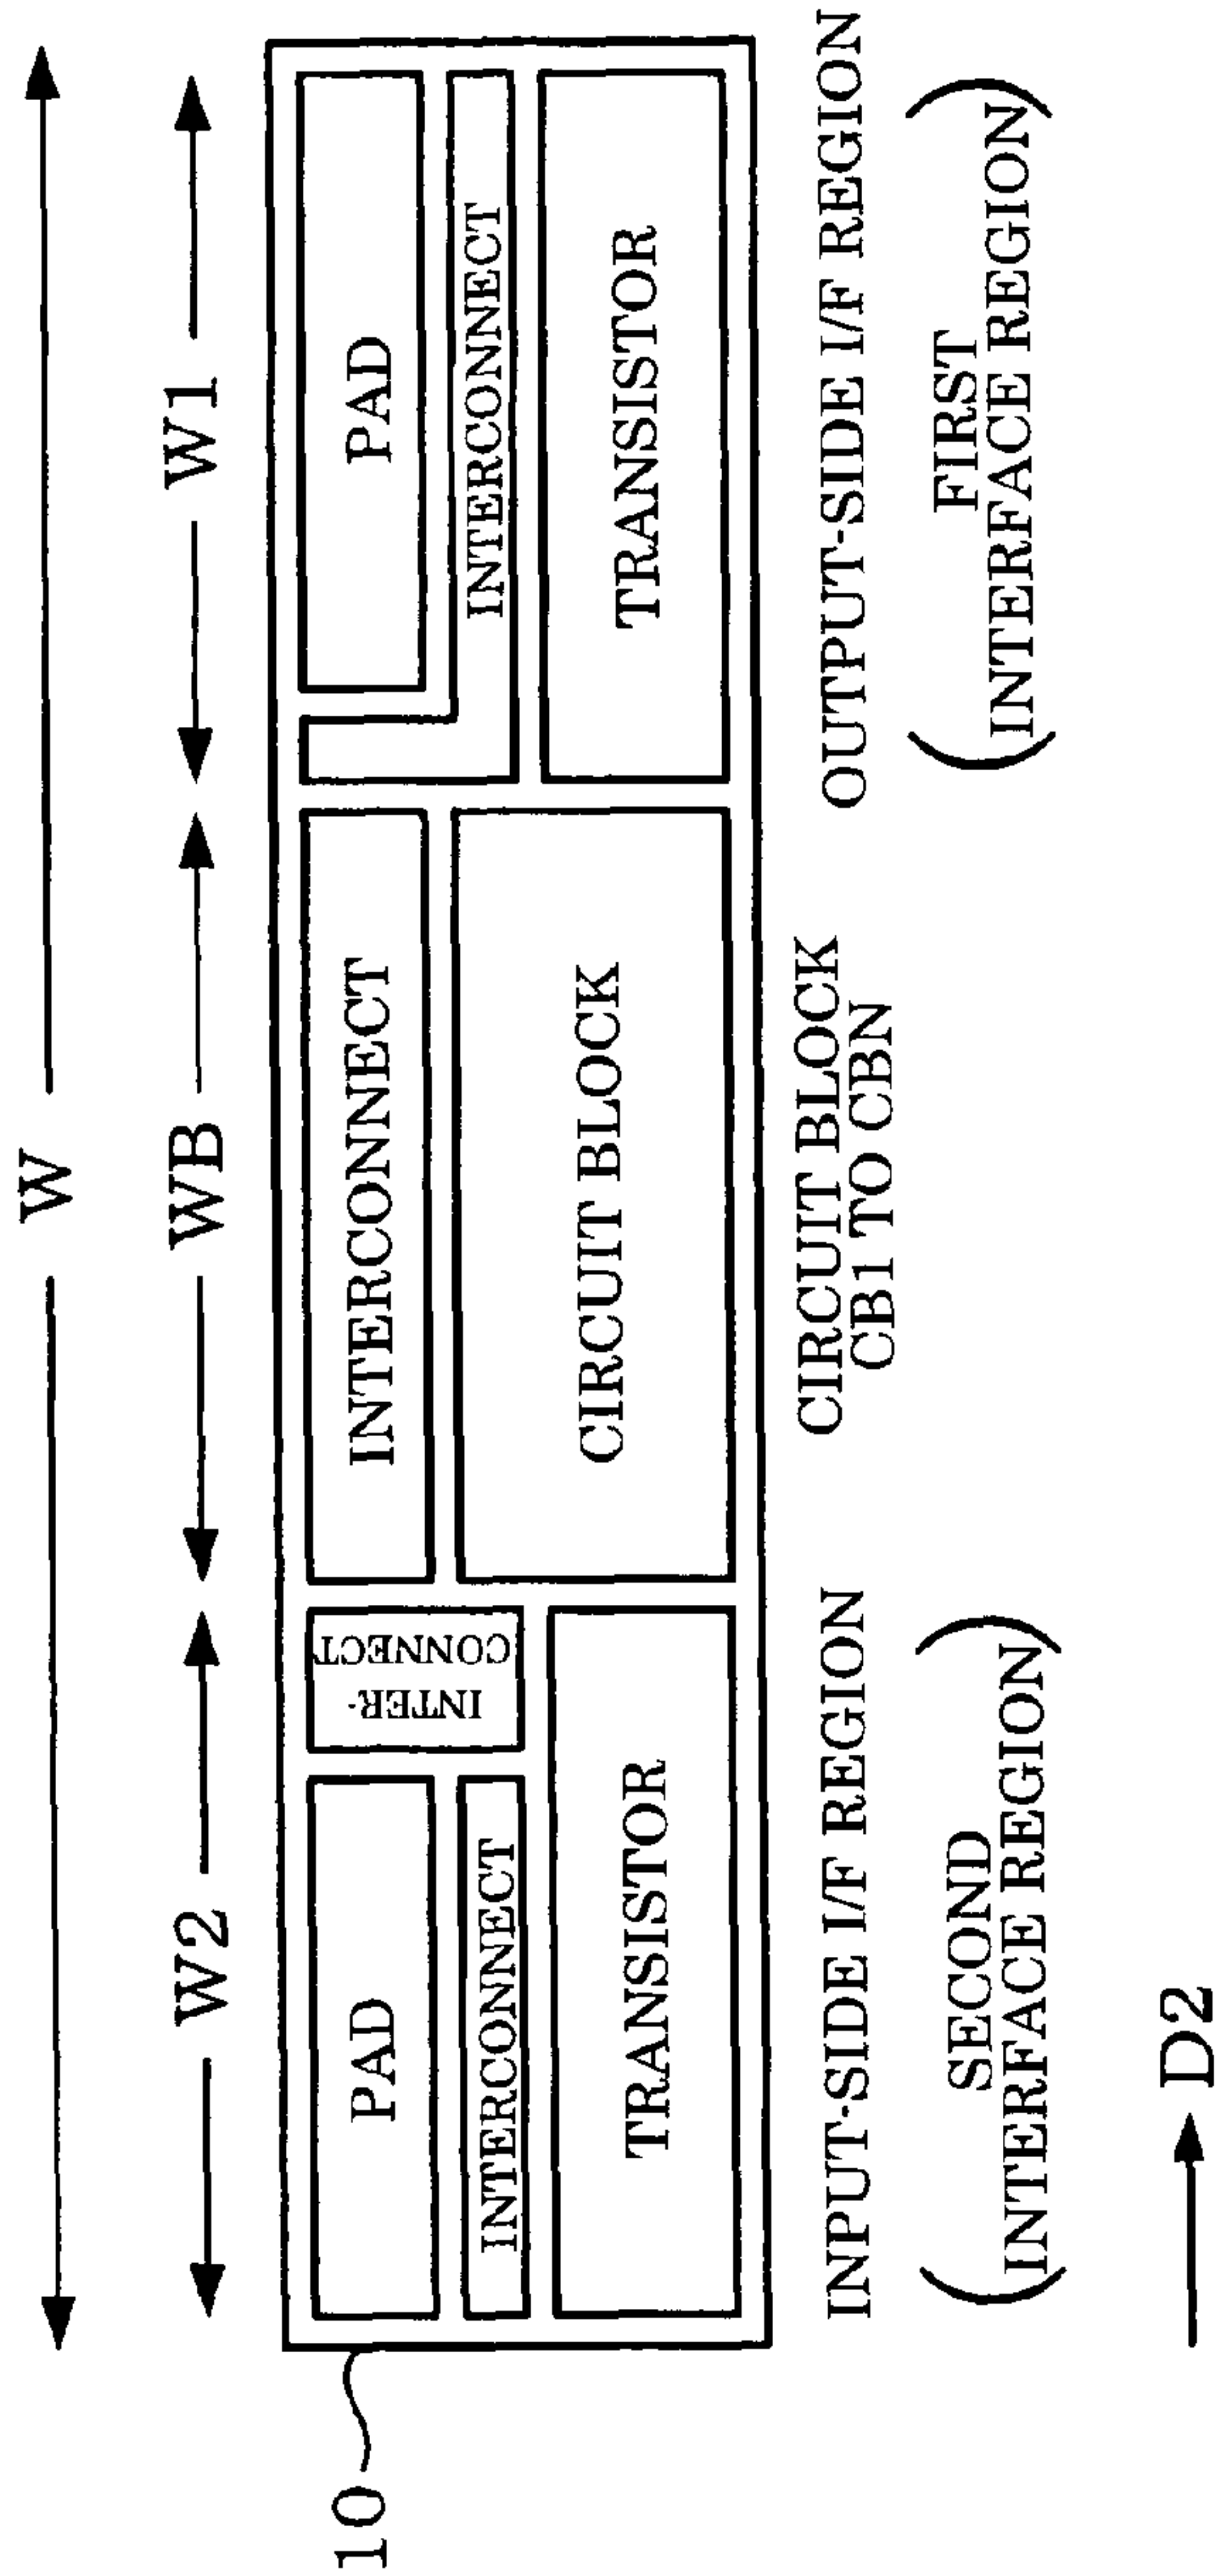 W
W2
WB
W1
10
PAD
INTER-
CONNECT
INTERCONNECT
PAD
INTERCONNECT
INTERCONNECT
TRANSISTOR
CIRCUIT BLOCK
TRANSISTOR
INPUT-SIDE I/F REGION
CIRCUIT BLOCK
CB1 TO CBN
OUTPUT-SIDE I/F REGION
(SECOND
INTERFACE REGION)
(FIRST
INTERFACE REGION)
D2